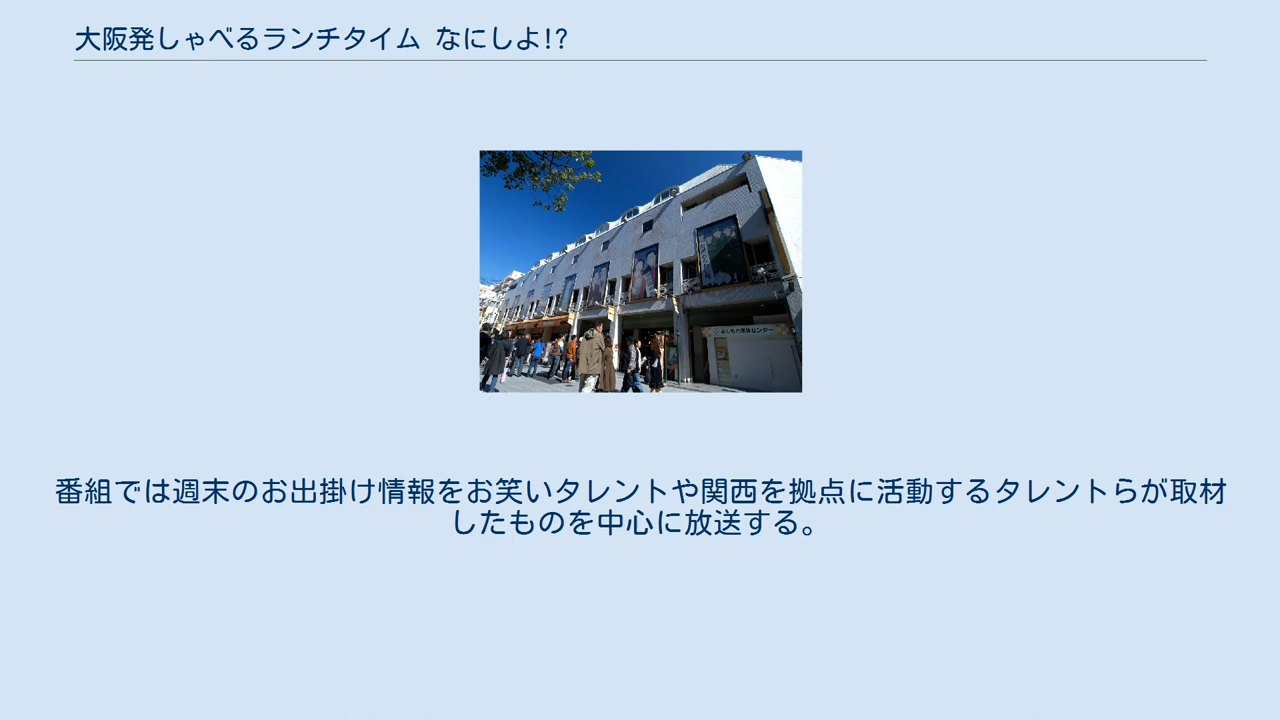 大阪発しゃべるランチタイム なにしよ!?
番組では週末のお出掛け情報をお笑いタレントや関西を拠点に活動するタレントらが取材
したものを中心に放送する。